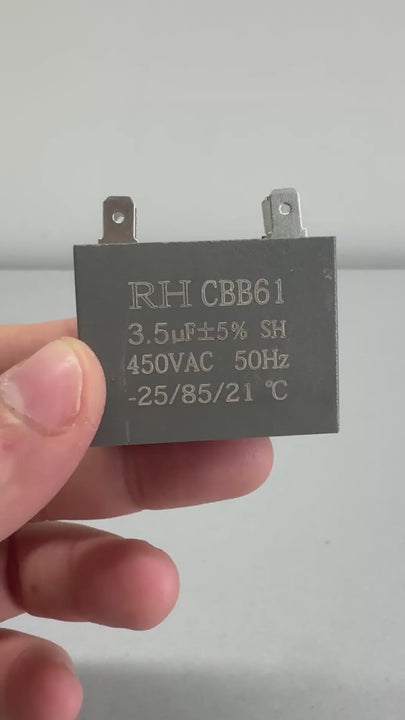 RH CBB61
3.5μF±5% SH
450VAC 50Hz
-25/85/21 ℃